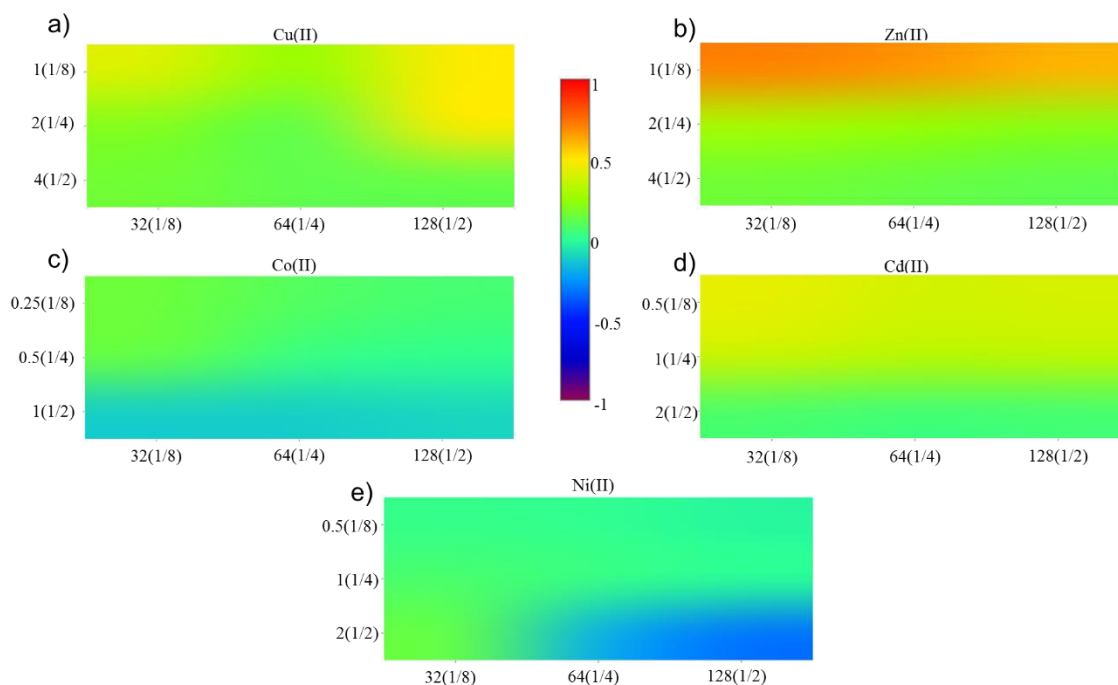 a)
Cu(II)
1(1/8)
2(1/4)
4(1/2)
32(1/8) 64(1/4) 128(1/2)
1
0.5
0
-0.5
-1
b)
Zn(II)
1(1/8)
2(1/4)
4(1/2)
32(1/8) 64(1/4) 128(1/2)
c)
Co(II)
0.25(1/8)
0.5(1/4)
1(1/2)
32(1/8) 64(1/4) 128(1/2)
d)
Cd(II)
0.5(1/8)
1(1/4)
2(1/2)
32(1/8) 64(1/4) 128(1/2)
e)
Ni(II)
0.5(1/8)
1(1/4)
2(1/2)
32(1/8) 64(1/4) 128(1/2)